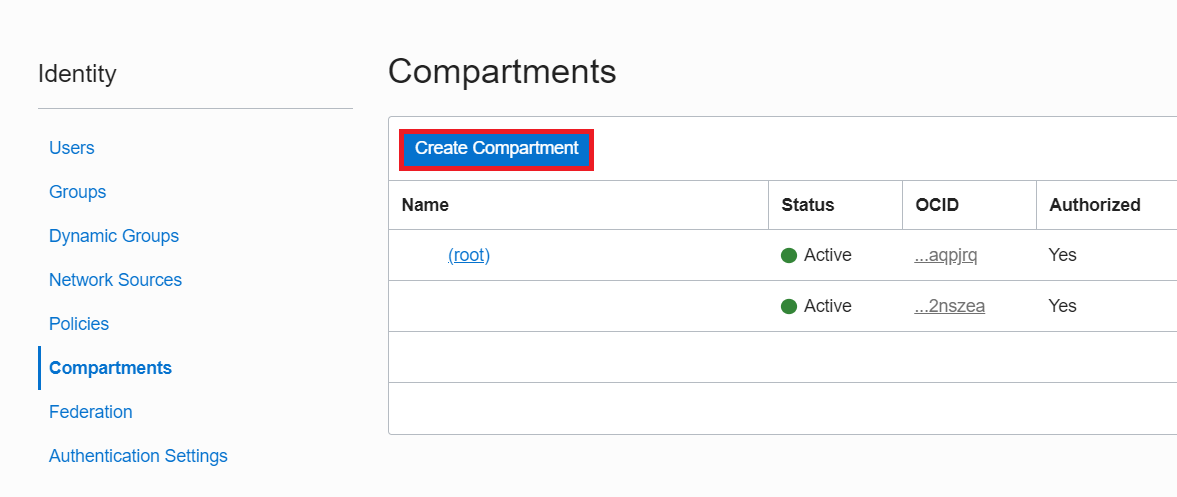 Identity
Users
Groups
Dynamic Groups
Network Sources
Policies
Compartments
Federation
Authentication Settings
Compartments
Create Compartment
Name Status OCID Authorized
(root) Active ...aqpjrq Yes
Active ...2nszea Yes